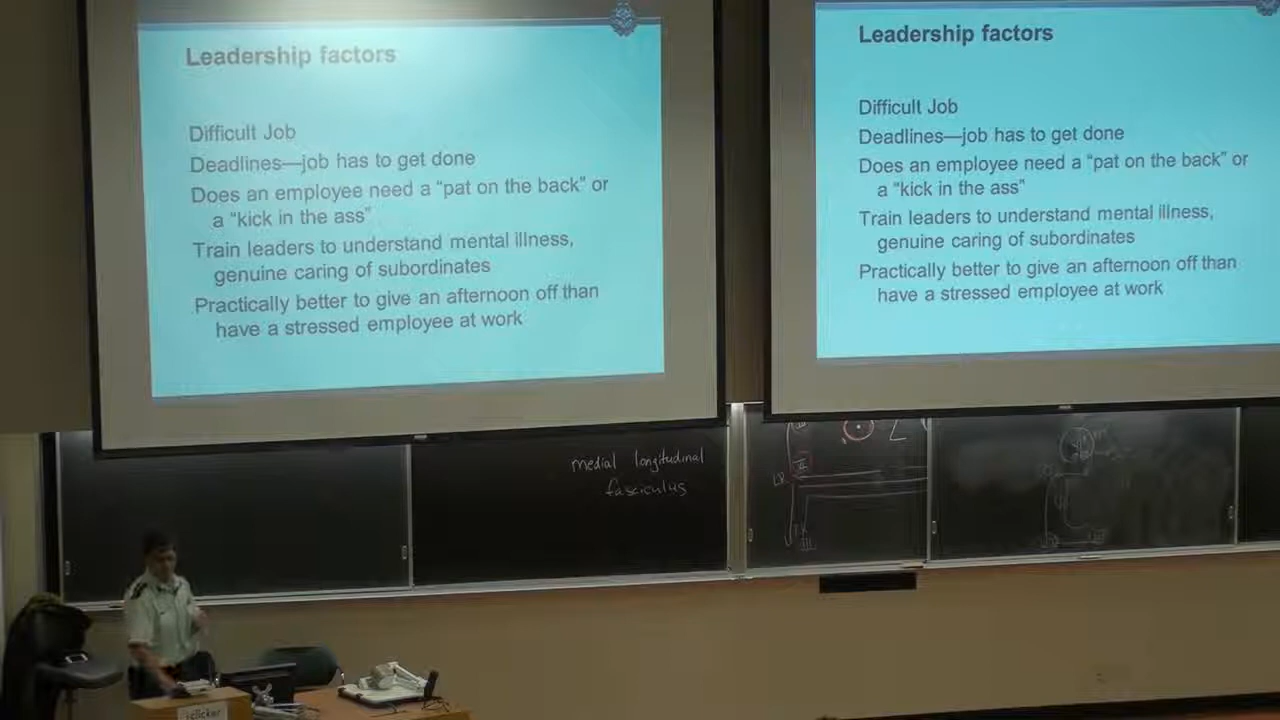 Leadership factors
Difficult Job
Deadlines—job has to get done
Does an employee need a “pat on the back” or
a “kick in the ass”
Train leaders to understand mental illness,
genuine caring of subordinates
Practically better to give an afternoon off than
have a stressed employee at work
Leadership factors
Difficult Job
Deadlines—job has to get done
Does an employee need a “pat on the back” or
a “kick in the ass”
Train leaders to understand mental illness,
genuine caring of subordinates
Practically better to give an afternoon off than
have a stressed employee at work
medial longitudinal
fasciculus
iclicker